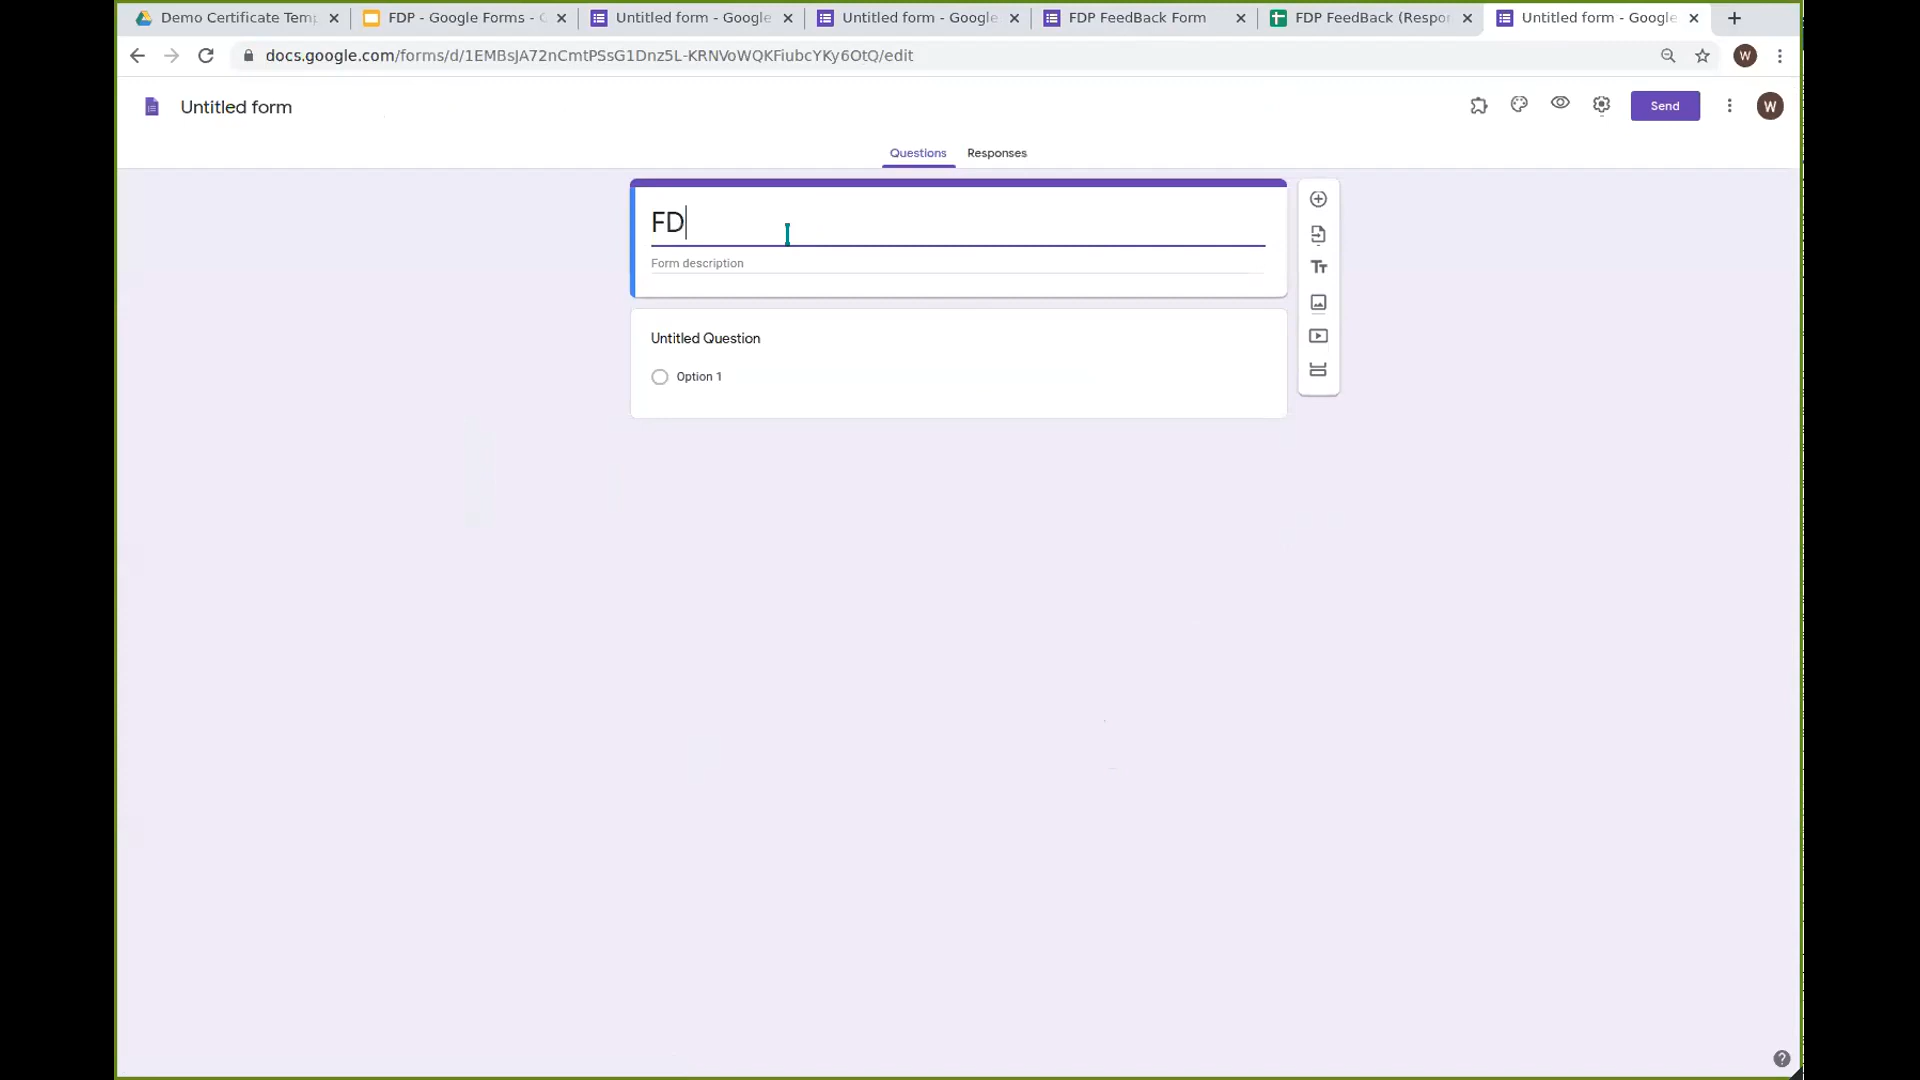 Demo Certificate Temp
FDP - Google Forms - G
Untitled form - Google
Untitled form - Google
FDP FeedBack Form
FDP FeedBack (Respon
Untitled form - Google
docs.google.com/forms/d/1EMBsJA72nCmtPSsG1Dnz5L-KRNVoWQKFiubcYKy6OtQ/edit
W
Untitled form
Send
W
Questions
Responses
FD
Form description
Tт
Untitled Question
Option 1